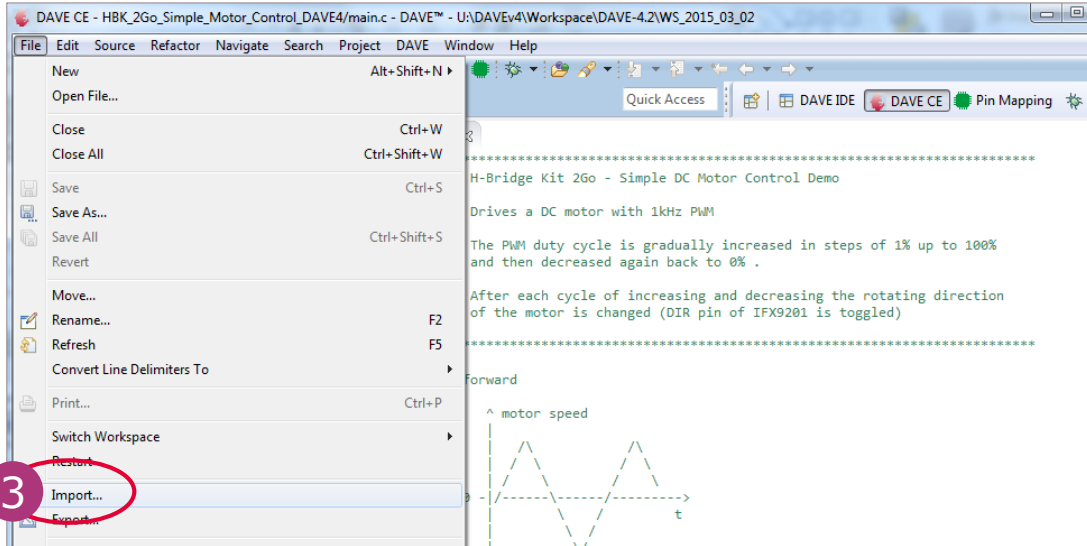 DAVE CE - HBK_2Go_Simple_Motor_Control_DAVE4/main.c - DAVE™ - U:\DAVEv4\Workspace\DAVE-4.2\WS_2015_03_02
File Edit Source Refactor Navigate Search Project DAVE Window Help
New Alt+Shift+N
Open File...
Close Ctrl+W
Close All Ctrl+Shift+W
Save Ctrl+S
Save As...
Save All Ctrl+Shift+S
Revert
Move...
Rename... F2
Refresh F5
Convert Line Delimiters To
Print... Ctrl+P
Switch Workspace
Restart
3 Import...
Export...
Quick Access DAVE IDE DAVE CE Pin Mapping
*************************************************************************
H-Bridge Kit 2Go - Simple DC Motor Control Demo
Drives a DC motor with 1kHz PWM
The PWM duty cycle is gradually increased in steps of 1% up to 100%
and then decreased again back to 0% .
After each cycle of increasing and decreasing the rotating direction
of the motor is changed (DIR pin of IFX9201 is toggled)
*************************************************************************
forward
^ motor speed
|
|   /\          /\
|  /  \        /  \
| /    \      /    \
0 -|/------\------/--------->
|       \    /        t
|        \  /